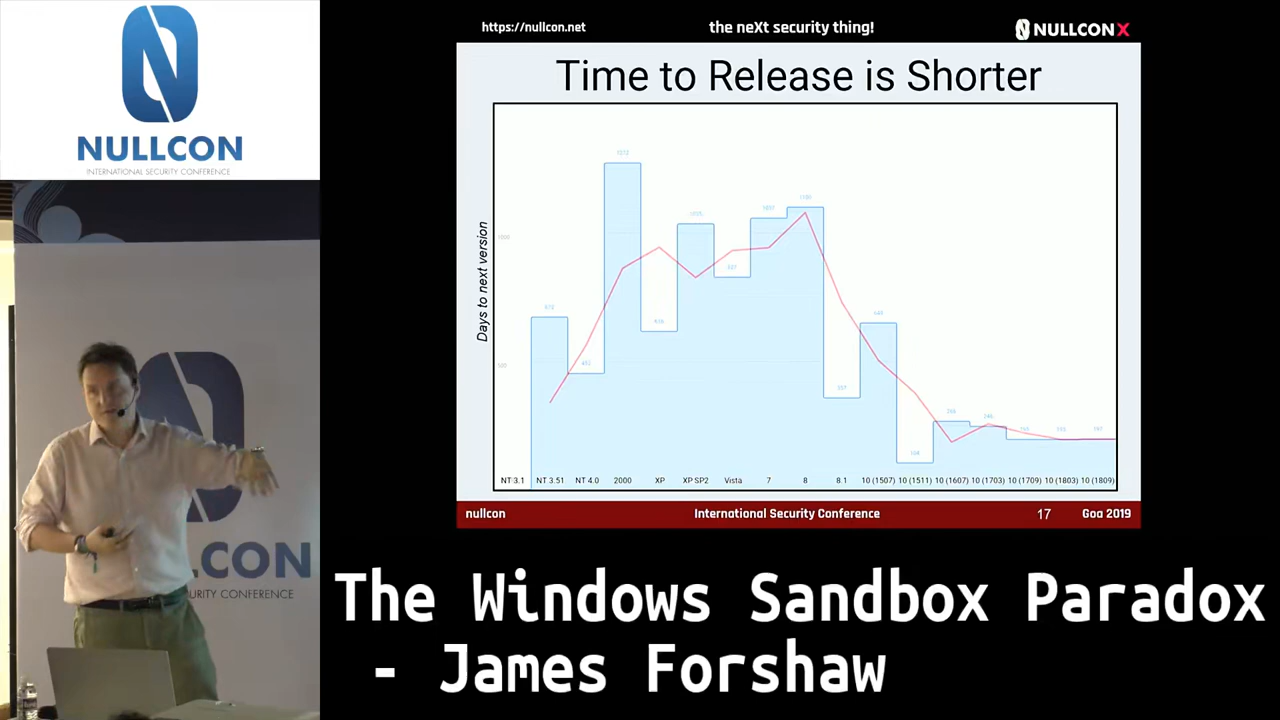 NULLCON
INTERNATIONAL SECURITY CONFERENCE
https://nullcon.net
the neXt security thing!
NULLCON X
Time to Release is Shorter
Days to next version
1000
500
NT 3.1 NT 3.51 NT 4.0 2000 XP XP SP2 Vista 7 8 8.1 10 (1507) 10 (1511) 10 (1607) 10 (1703) 10 (1709) 10 (1803) 10 (1809)
nullcon
International Security Conference
17
Goa 2019
LCON
URITY CONFERENCE
The Windows Sandbox Paradox
- James Forshaw